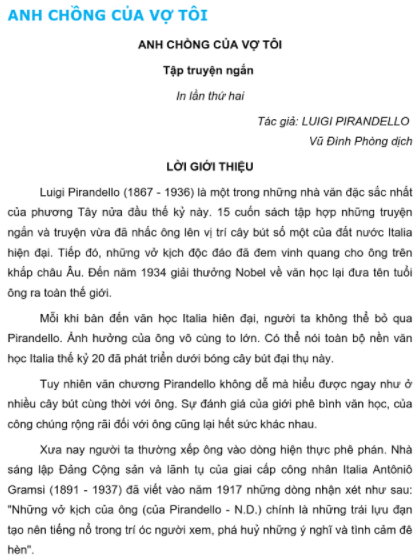 ANH CHỒNG CỦA VỢ TÔI
ANH CHỒNG CỦA VỢ TÔI
Tập truyện ngắn
In lần thứ hai
Tác giả: LUIGI PIRANDELLO
Vũ Đình Phòng dịch
LỜI GIỚI THIỆU
Luigi Pirandello (1867 - 1936) là một trong những nhà văn đặc sắc nhất
của phương Tây nửa đầu thế kỷ này. 15 cuốn sách tập hợp những truyện
ngắn và truyện vừa đã nhắc ông lên vị trí cây bút số một của đất nước Italia
hiện đại. Tiếp đó, những vở kịch độc đáo đã đem vinh quang cho ông trên
khắp châu Âu. Đến năm 1934 giải thưởng Nobel về văn học lại đưa tên tuổi
ông ra toàn thế giới.
Mỗi khi bàn đến văn học Italia hiện đại, người ta không thể bỏ qua
Pirandello. Ảnh hưởng của ông vô cùng to lớn. Có thể nói toàn bộ nền văn
học Italia thế kỷ 20 đã phát triển dưới bóng cây bút đại thụ này.
Tuy nhiên văn chương Pirandello không dễ mà hiểu được ngay như ở
nhiều cây bút cùng thời với ông. Sự đánh giá của giới phê bình văn học, của
công chúng rộng rãi đối với ông cũng lại hết sức khác nhau.
Xưa nay người ta thường xếp ông vào dòng hiện thực phê phán. Nhà
sáng lập Đảng Cộng sản và lãnh tụ của giai cấp công nhân Italia Antôniô
Gramsi (1891 - 1937) đã viết vào năm 1917 những dòng nhận xét như sau:
"Những vở kịch của ông (của Pirandello - N.D.) chính là những trái lựu đạn
tạo nên tiếng nổ trong trí óc người xem, phá huỷ những ý nghĩ và tình cảm đê
hèn".